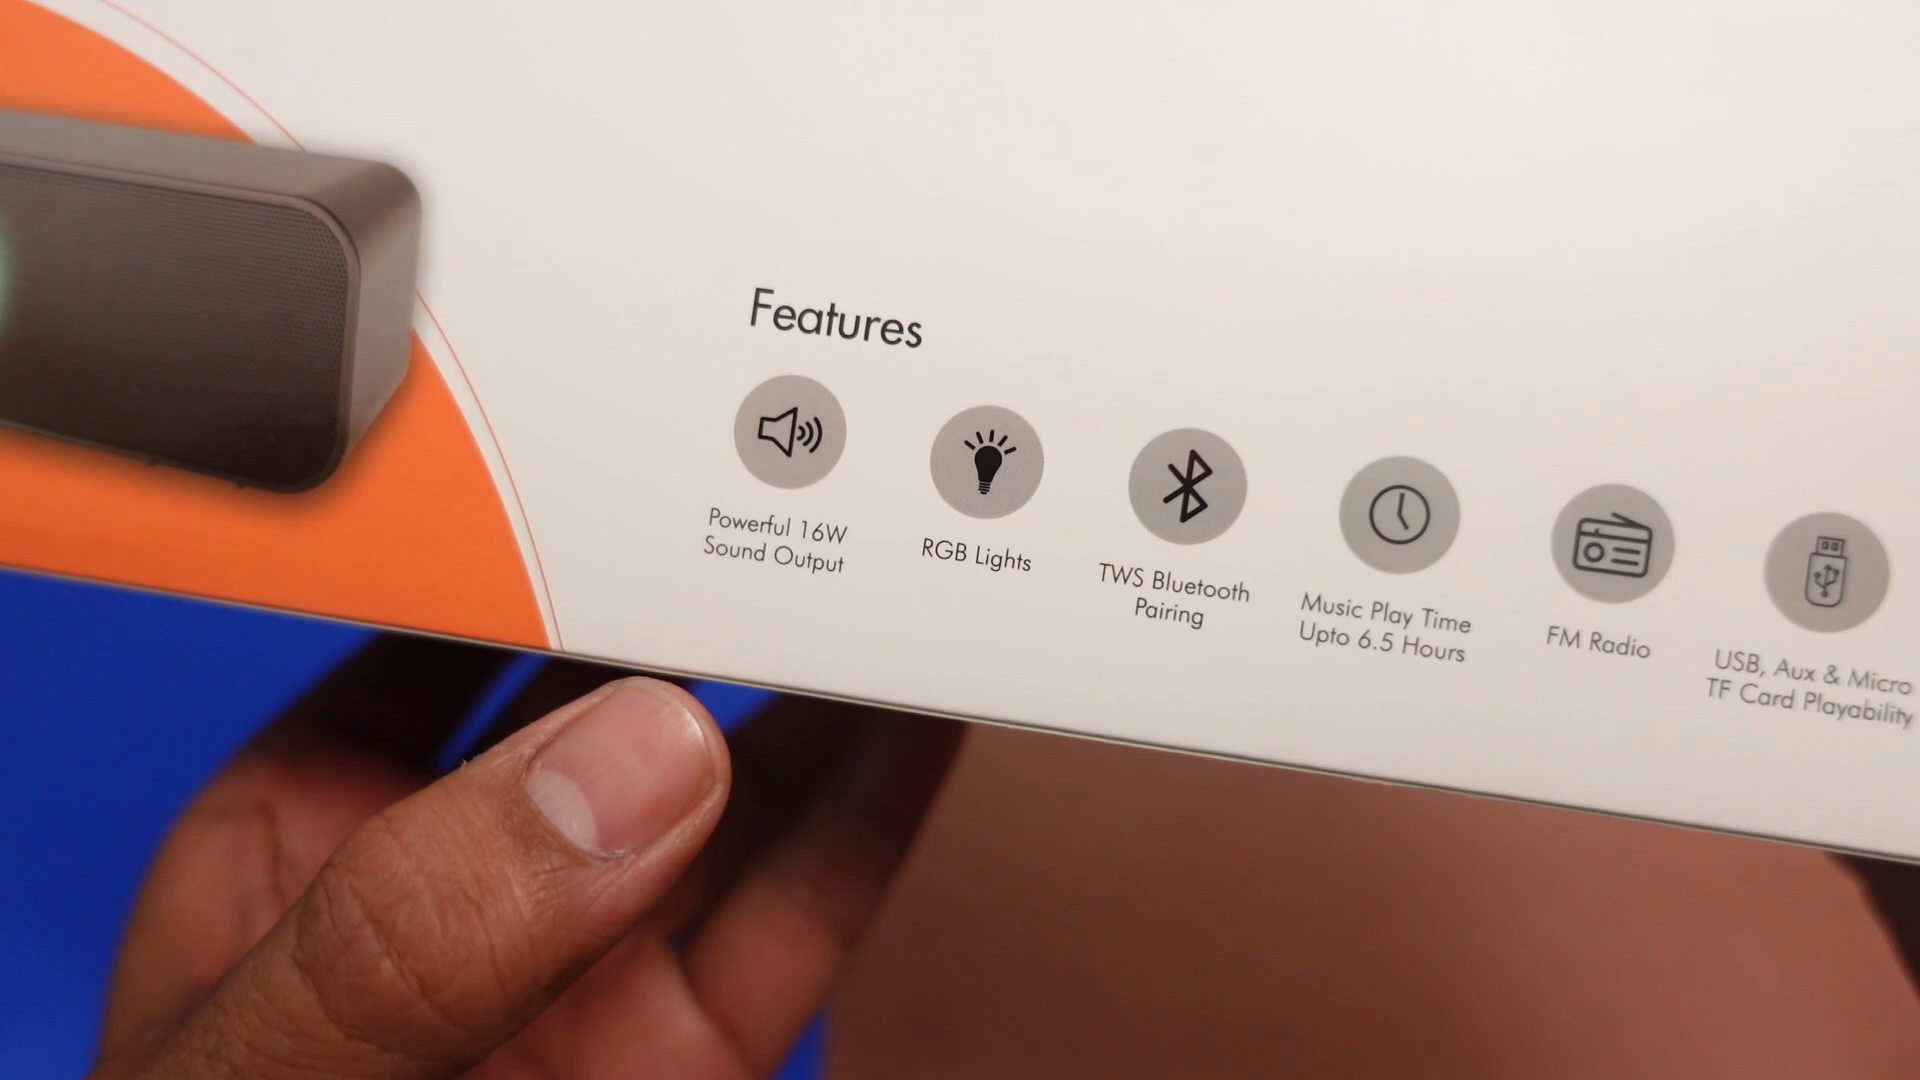 Features
Powerful 16W
Sound Output
RGB Lights
TWS Bluetooth
Pairing
Music Play Time
Upto 6.5 Hours
FM Radio
USB, Aux & Micro
TF Card Playability